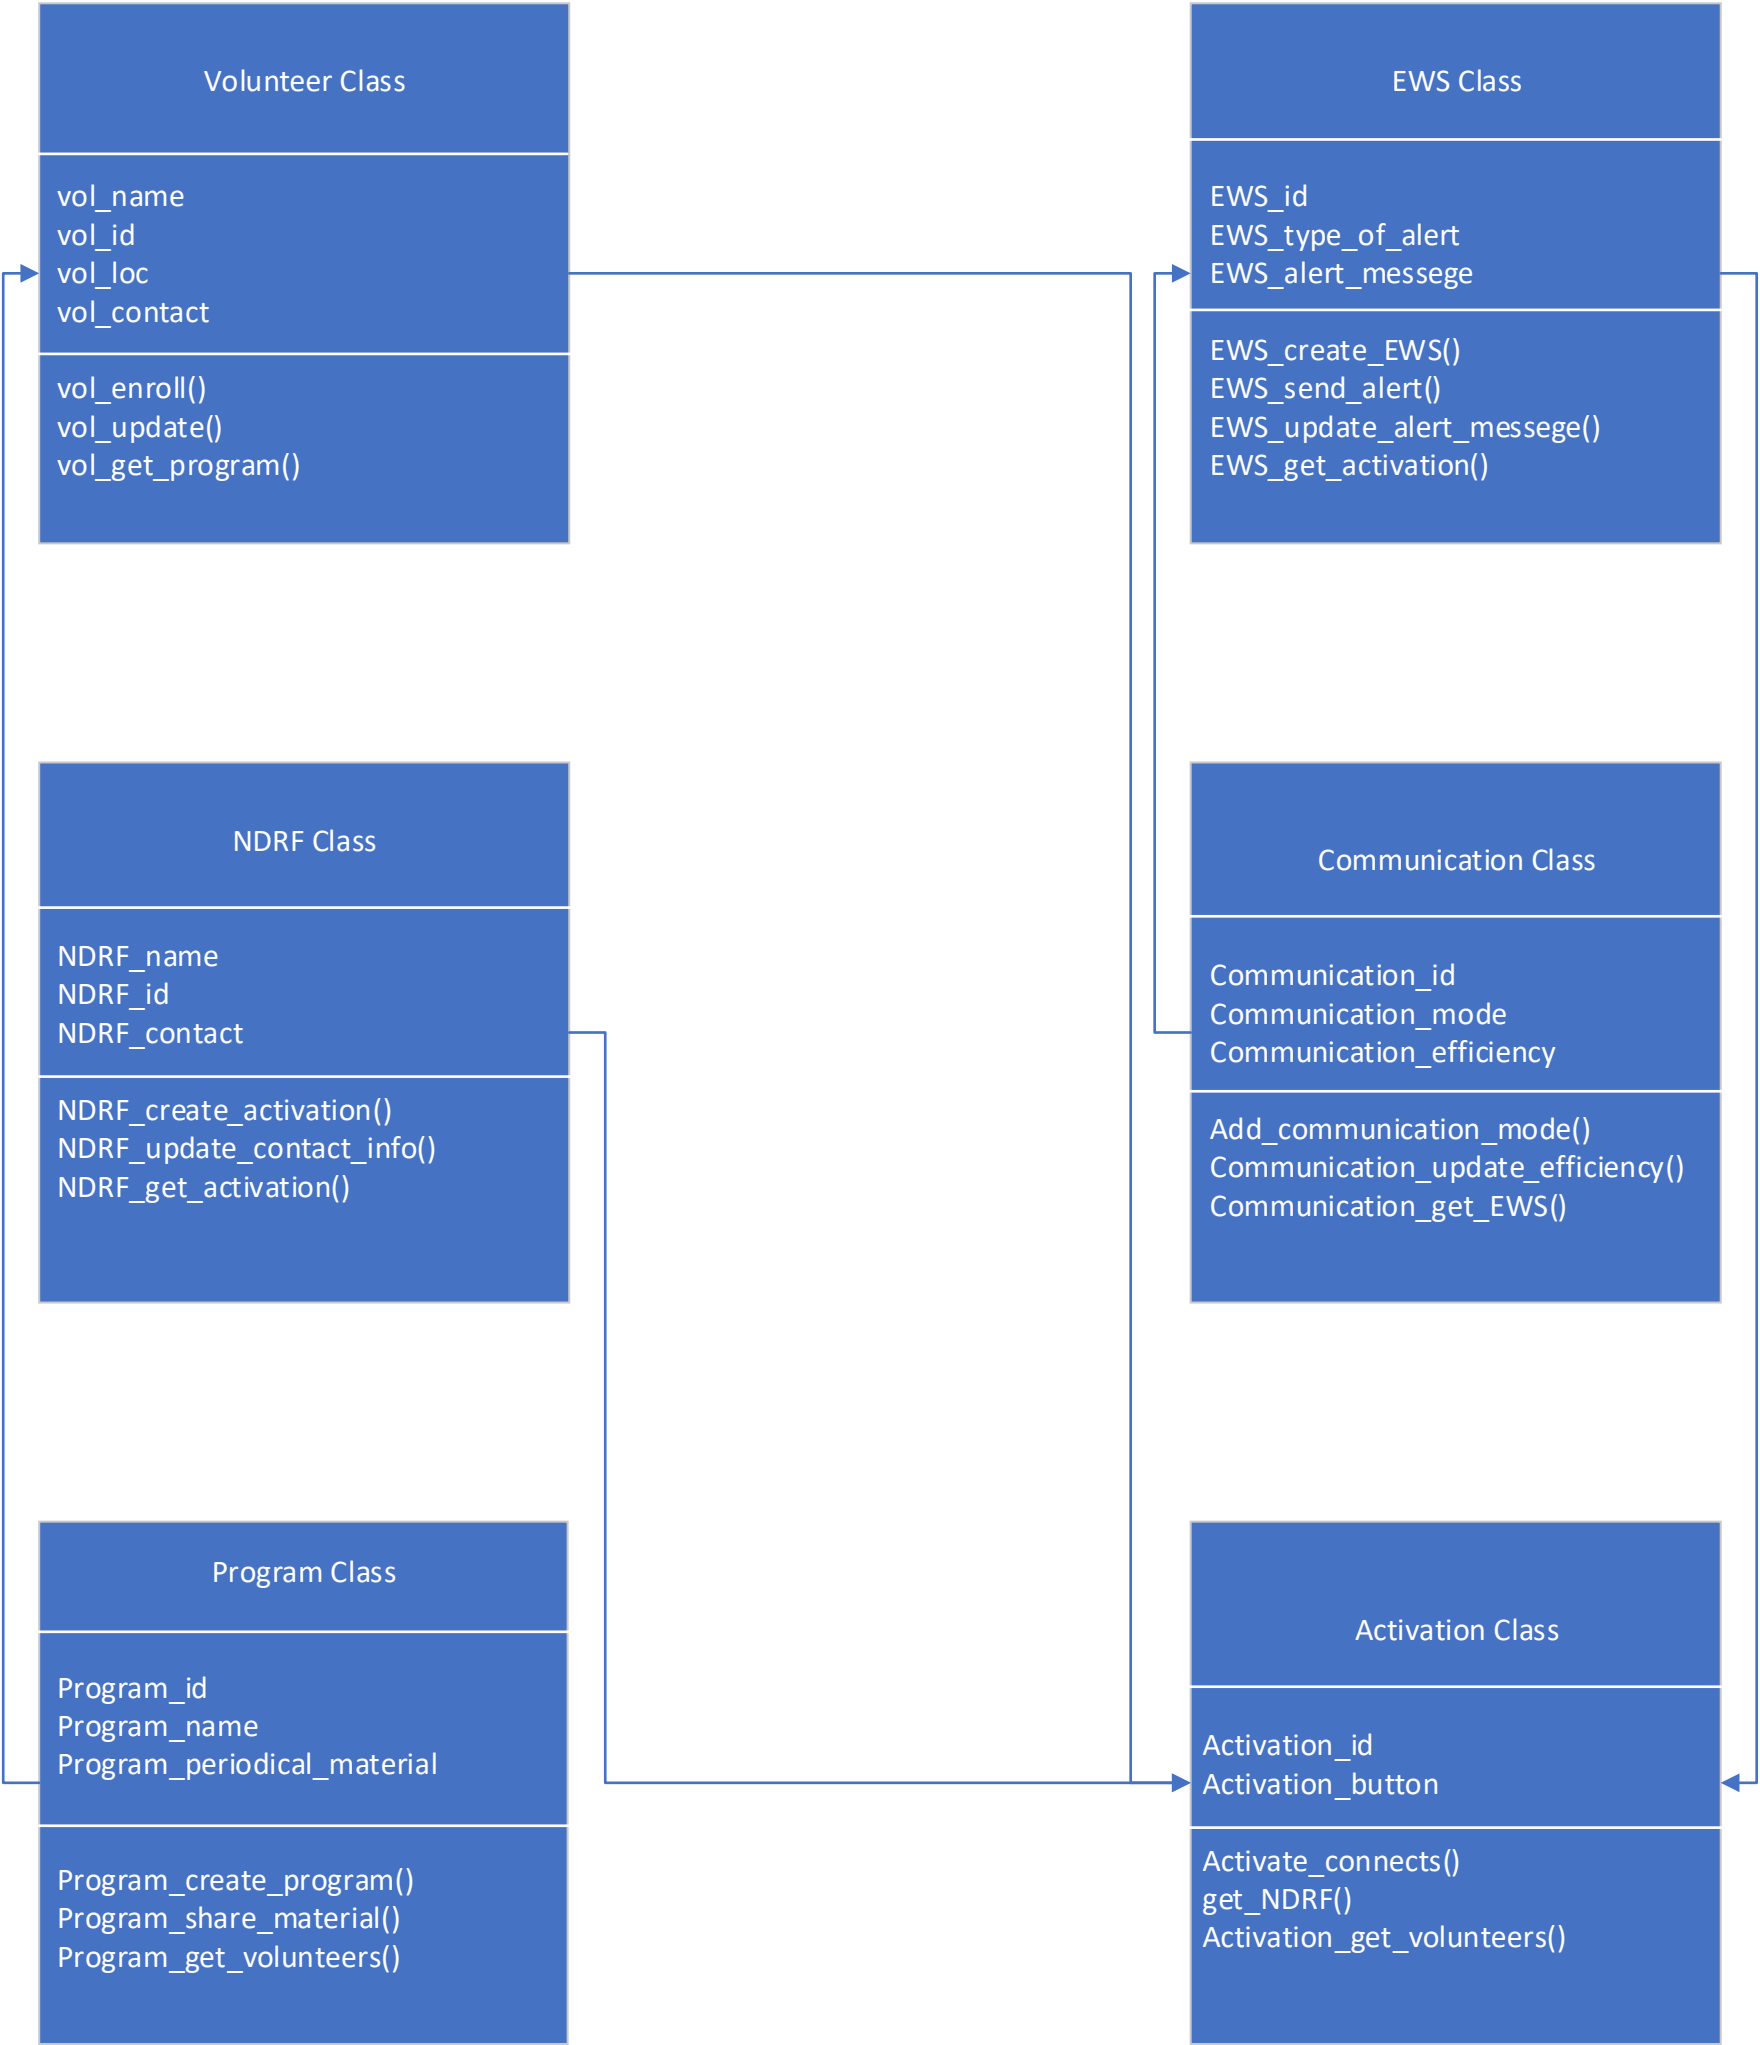 Volunteer Class
vol_name
vol_id
vol_loc
vol_contact
vol_enroll()
vol_update()
vol_get_program()
EWS Class
EWS_id
EWS_type_of_alert
EWS_alert_messege
EWS_create_EWS()
EWS_send_alert()
EWS_update_alert_messege()
EWS_get_activation()
NDRF Class
NDRF_name
NDRF_id
NDRF_contact
NDRF_create_activation()
NDRF_update_contact_info()
NDRF_get_activation()
Communication Class
Communication_id
Communication_mode
Communication_efficiency
Add_communication_mode()
Communication_update_efficiency()
Communication_get_EWS()
Program Class
Program_id
Program_name
Program_periodical_material
Program_create_program()
Program_share_material()
Program_get_volunteers()
Activation Class
Activation_id
Activation_button
Activate_connects()
get_NDRF()
Activation_get_volunteers()